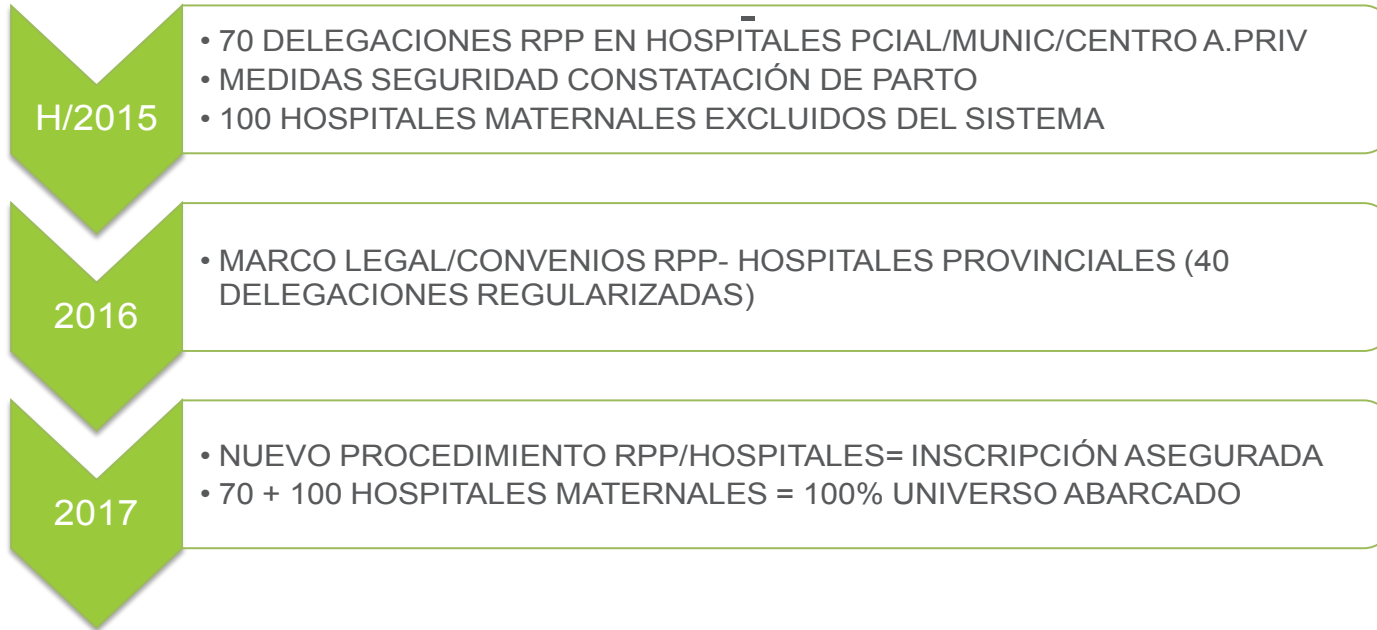 H/2015
• 70 DELEGACIONES RPP EN HOSPITALES PCIAL/MUNIC/CENTRO A.PRIV
• MEDIDAS SEGURIDAD CONSTATACIÓN DE PARTO
• 100 HOSPITALES MATERNALES EXCLUIDOS DEL SISTEMA
2016
• MARCO LEGAL/CONVENIOS RPP- HOSPITALES PROVINCIALES (40
DELEGACIONES REGULARIZADAS)
2017
• NUEVO PROCEDIMIENTO RPP/HOSPITALES= INSCRIPCIÓN ASEGURADA
• 70 + 100 HOSPITALES MATERNALES = 100% UNIVERSO ABARCADO